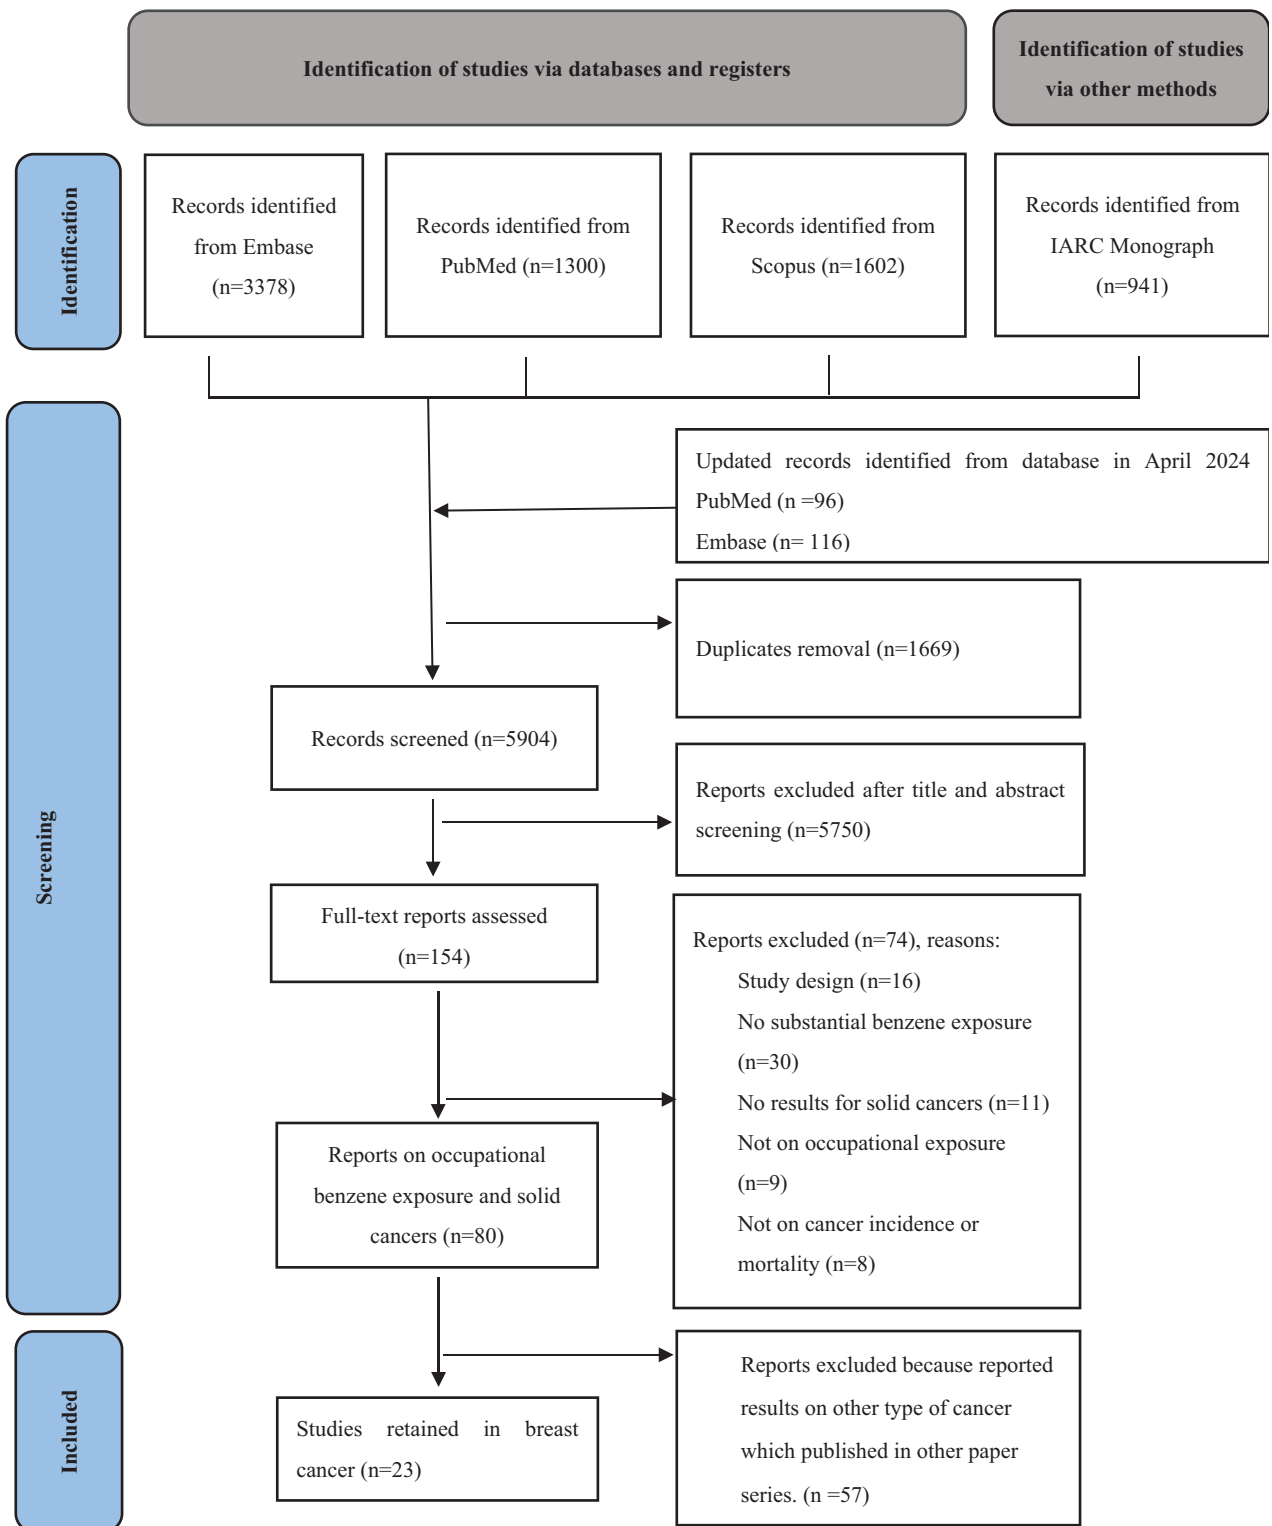 Identification of studies via databases and registers
Identification of studies
via other methods
Identification
Records identified
from Embase
(n=3378)
Records identified from
PubMed (n=1300)
Records identified from
Scopus (n=1602)
Records identified from
IARC Monograph
(n=941)
Screening
Updated records identified from database in April 2024
PubMed (n =96)
Embase (n= 116)
Duplicates removal (n=1669)
Records screened (n=5904)
Reports excluded after title and abstract
screening (n=5750)
Full-text reports assessed
(n=154)
Reports excluded (n=74), reasons:
Study design (n=16)
No substantial benzene exposure
(n=30)
No results for solid cancers (n=11)
Not on occupational exposure
(n=9)
Not on cancer incidence or
mortality (n=8)
Reports on occupational
benzene exposure and solid
cancers (n=80)
Included
Reports excluded because reported
results on other type of cancer
which published in other paper
series. (n =57)
Studies retained in breast
cancer (n=23)